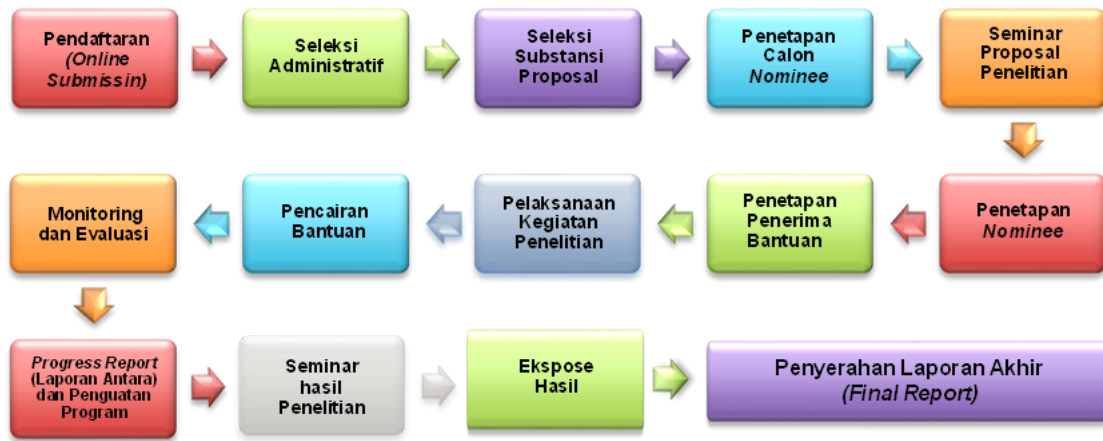 Pendaftaran
(Online
Submissin)
Seleksi
Administratif
Seleksi
Substansi
Proposal
Penetapan
Calon
Nominee
Seminar
Proposal
Penelitian
Penetapan
Nominee
Penetapan
Penerima
Bantuan
Pelaksanaan
Kegiatan
Penelitian
Pencairan
Bantuan
Monitoring
dan Evaluasi
Progress Report
(Laporan Antara)
dan Penguatan
Program
Seminar
hasil
Penelitian
Ekspose
Hasil
Penyerahan Laporan Akhir
(Final Report)